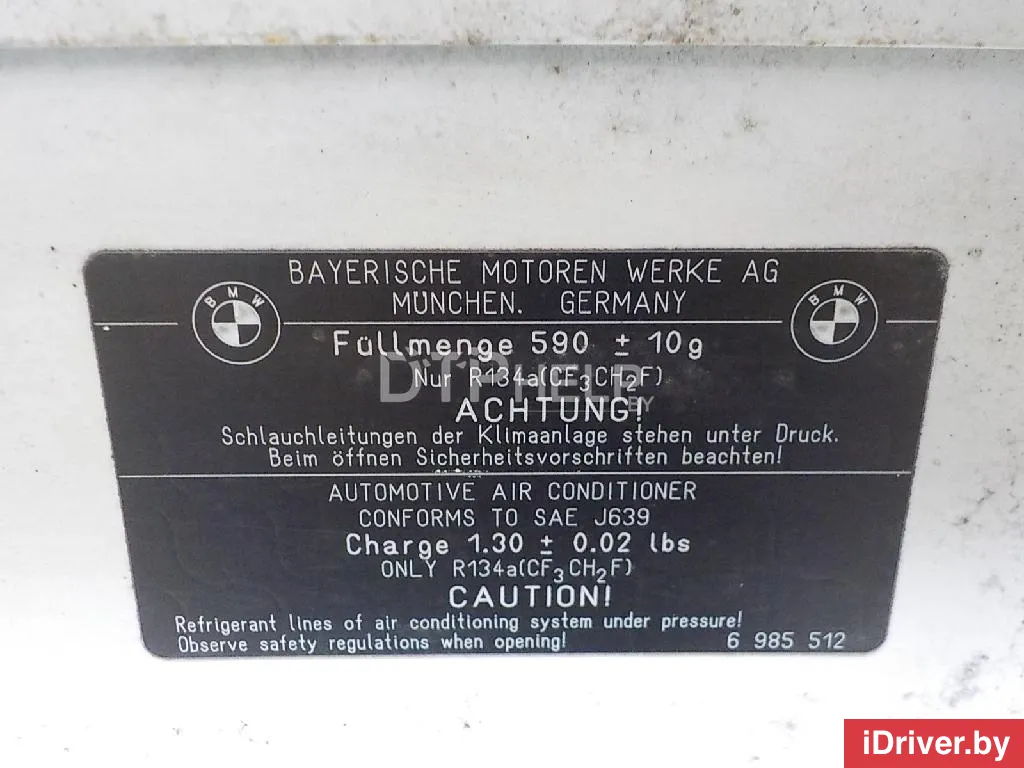 BAYERISCHE MOTOREN WERKE AG
MÜNCHEN. GERMANY
BMW
BMW
Füllmenge 590 ± 10g
Nur R134a(CF3CH2F)
DTPHELP.BY
ACHTUNG!
Schlauchleitungen der Klimaanlage stehen unter Druck.
Beim öffnen Sicherheitsvorschriften beachten!
AUTOMOTIVE AIR CONDITIONER
CONFORMS TO SAE J639
Charge 1.30 ± 0.02 lbs
ONLY R134a(CF3CH2F)
CAUTION!
Refrigerant lines of air conditioning system under pressure!
Observe safety regulations when opening!
6 985 512
iDriver.by